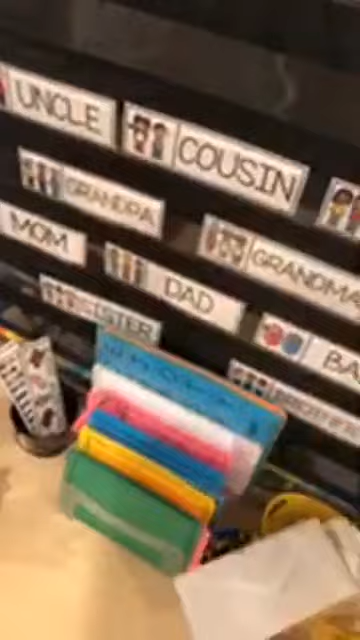 UNCLE
COUSIN
GRANDPA
GRANDMA
MOM
DAD
SISTER
BA
BROTHER